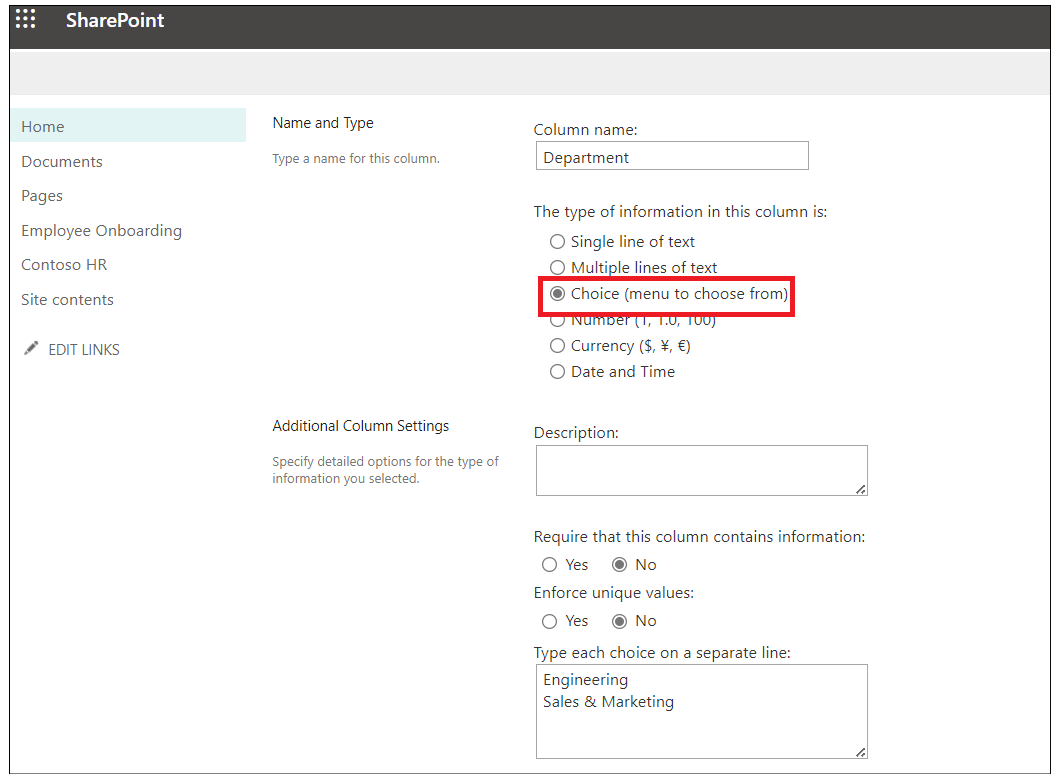 SharePoint
Home
Documents
Pages
Employee Onboarding
Contoso HR
Site contents
EDIT LINKS
Name and Type
Type a name for this column.
Column name:
Department
The type of information in this column is:
Single line of text
Multiple lines of text
Choice (menu to choose from)
Number (1, 1.0, 100)
Currency ($, ¥, €)
Date and Time
Additional Column Settings
Specify detailed options for the type of
information you selected.
Description:
Require that this column contains information:
Yes No
Enforce unique values:
Yes No
Type each choice on a separate line:
Engineering
Sales & Marketing